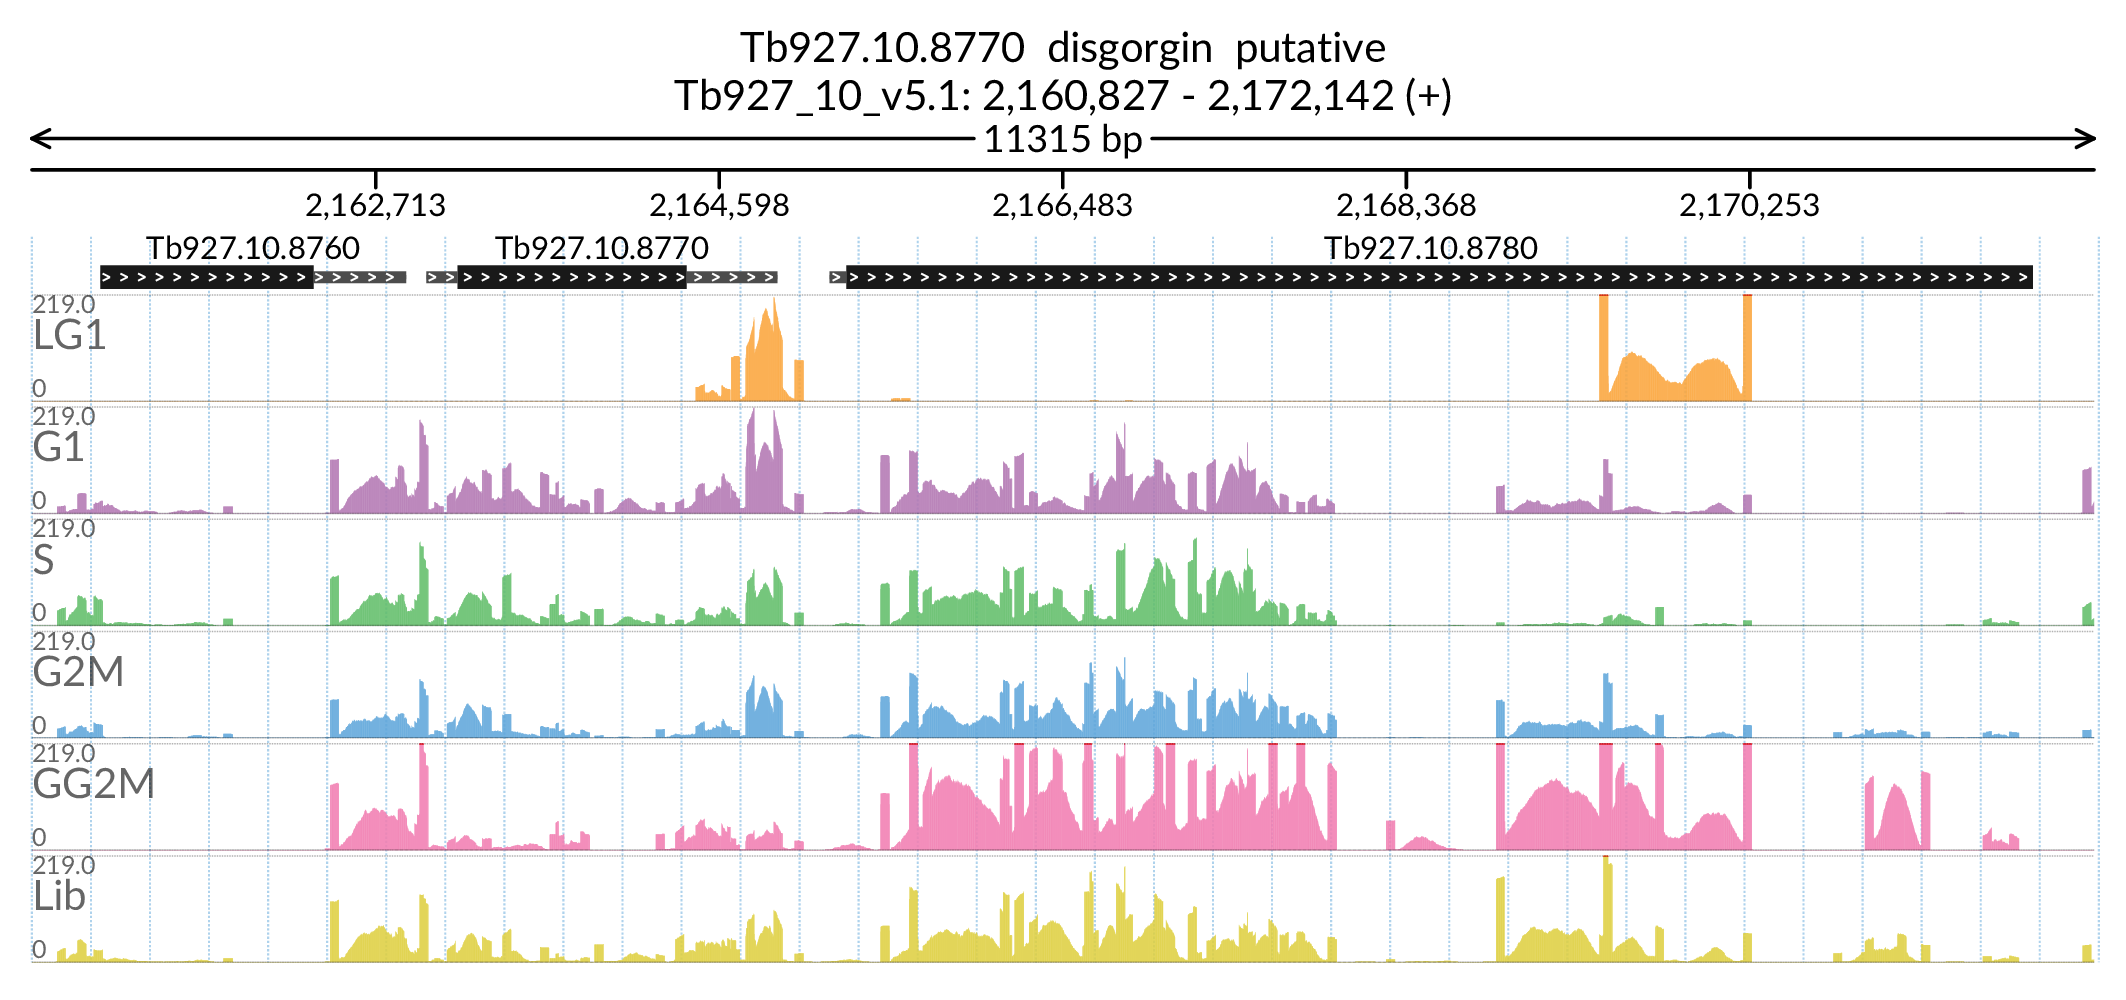 Tb927.10.8770 disgorgin putative
Tb927_10_v5.1: 2,160,827 - 2,172,142 (+)
11315 bp
2,162,713 2,164,598 2,166,483 2,168,368 2,170,253
Tb927.10.8760 Tb927.10.8770 Tb927.10.8780
219.0
LG1
0
219.0
G1
0
219.0
S
0
219.0
G2M
0
219.0
GG2M
0
219.0
Lib
0